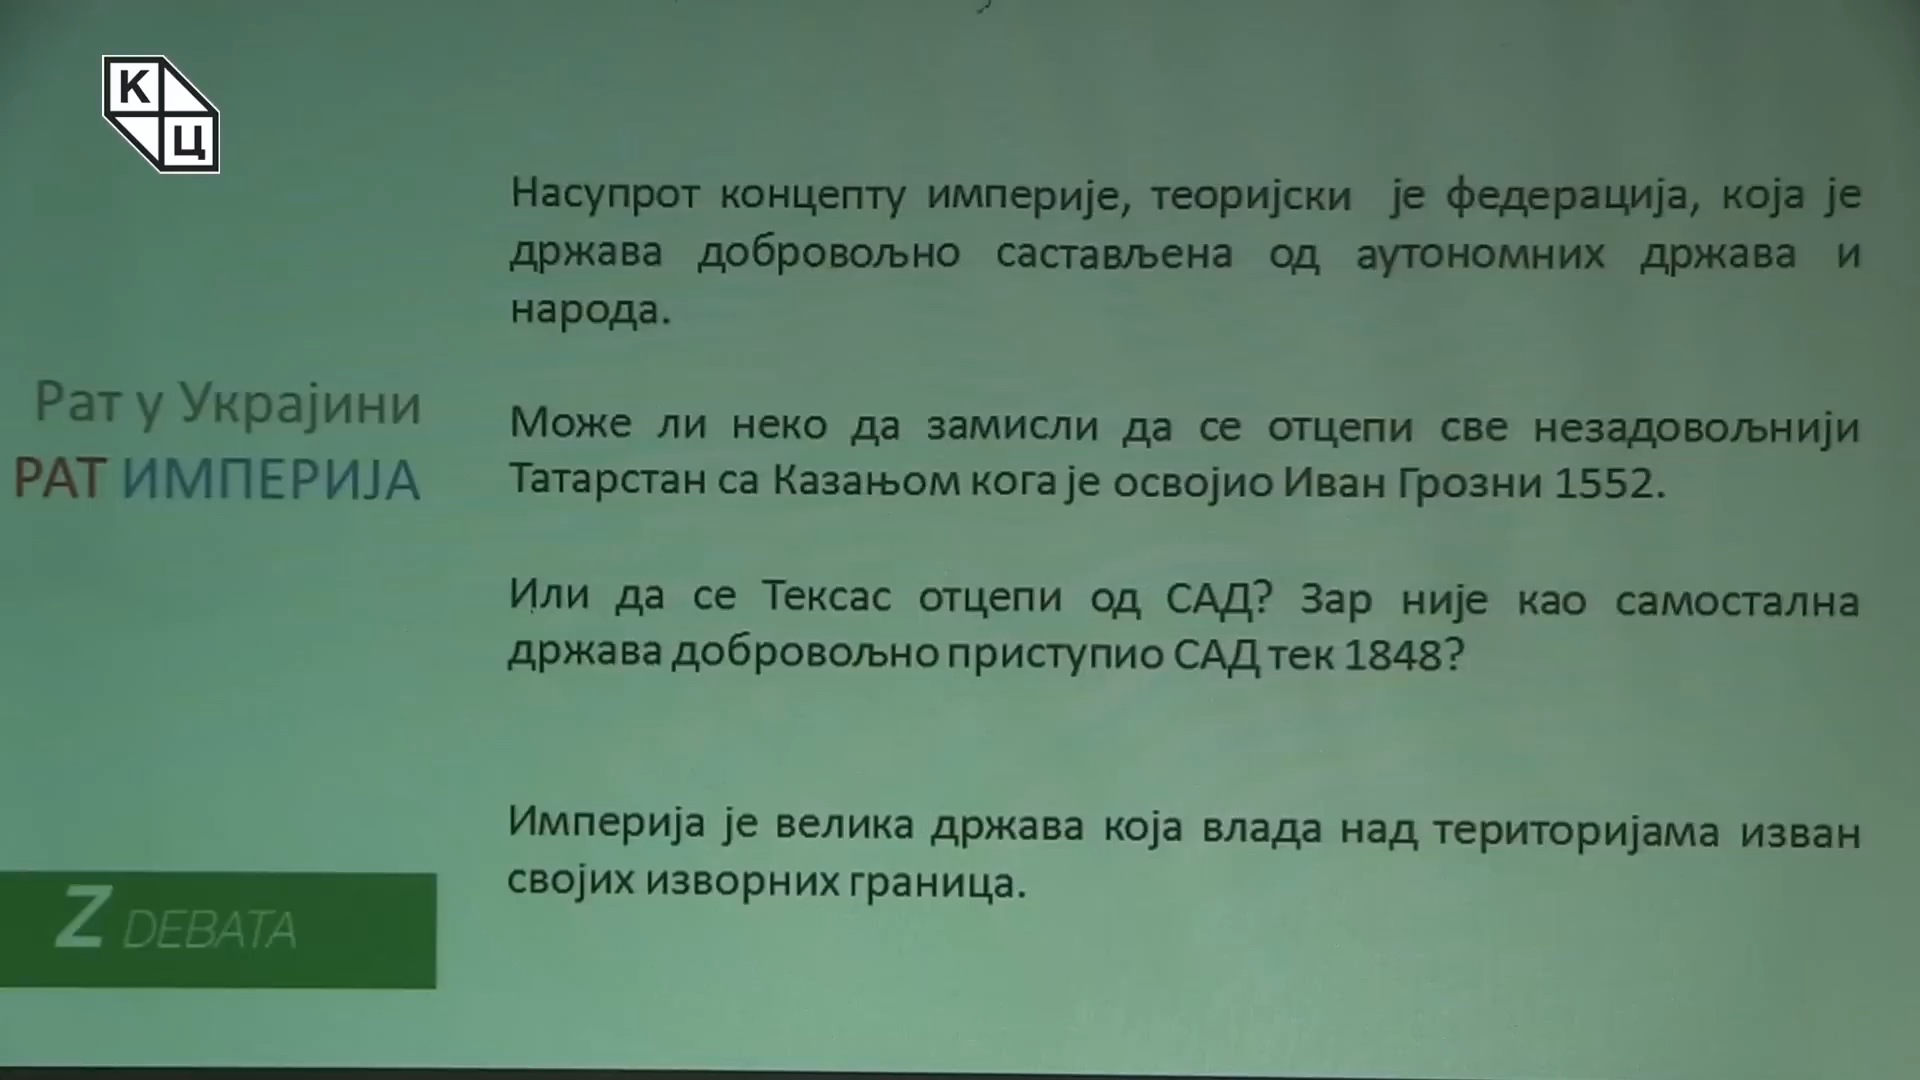 К
Ц
Насупрот концепту империје, теоријски је федерација, која је
држава добровољно састављена од аутономних држава и
народа.
Рат у Украјини
РАТ ИМПЕРИЈА
Може ли неко да замисли да се отцепи све незадовољнији
Татарстан са Казањом кога је освојио Иван Грозни 1552.
Или да се Тексас отцепи од САД? Зар није као самостална
држава добровољно приступио САД тек 1848?
Империја је велика држава која влада над територијама изван
својих изворних граница.
Z DEBATA